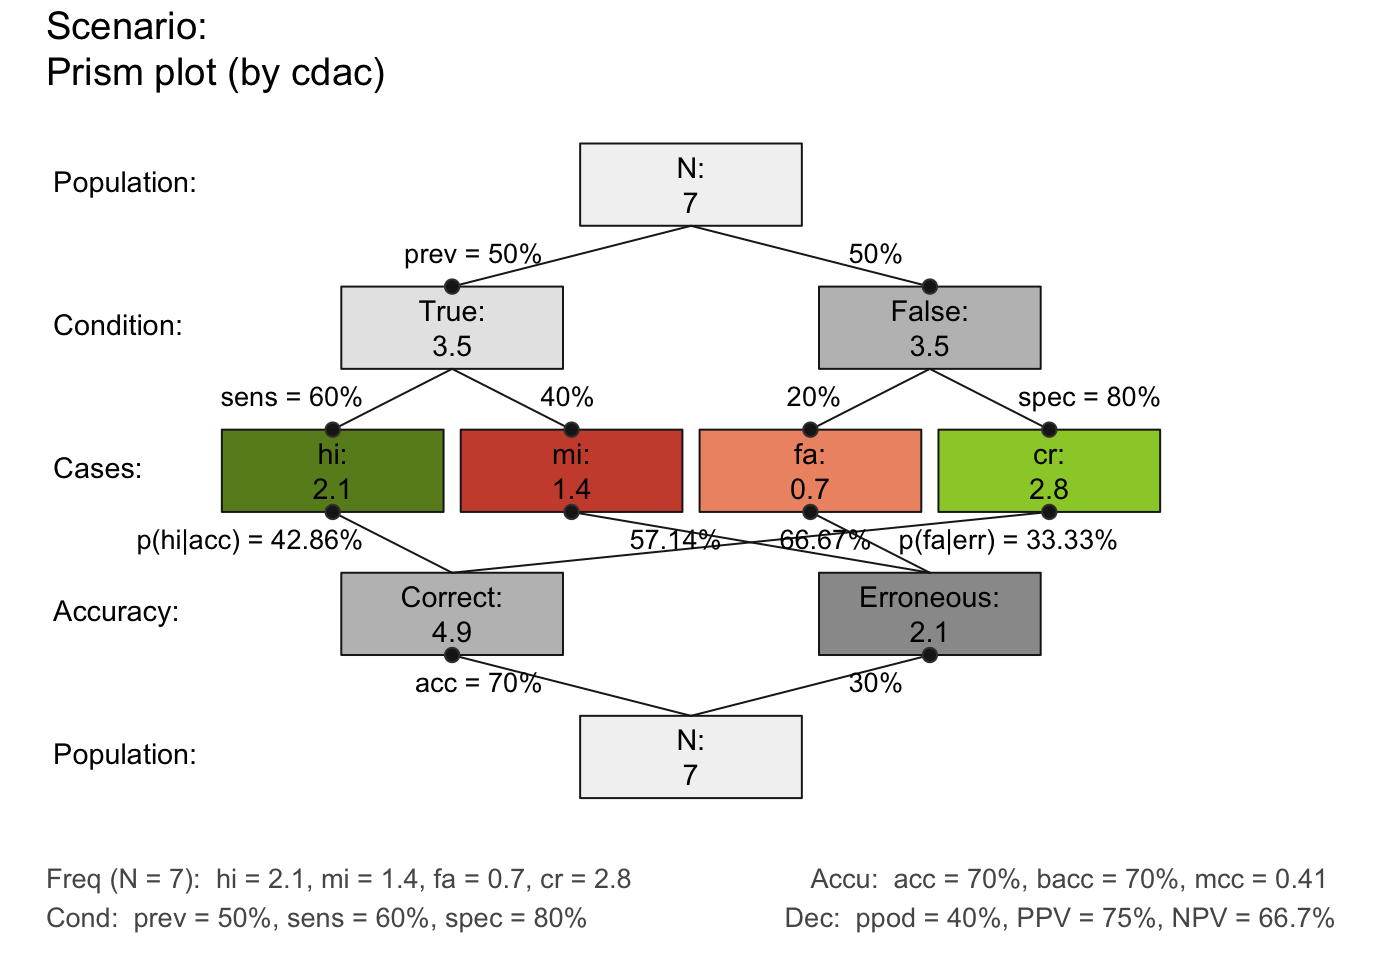 Scenario:
Prism plot (by cdac)
Population:
N:
7
prev = 50%
50%
Condition:
True:
3.5
False:
3.5
sens = 60%
40%
20%
spec = 80%
Cases:
hi:
2.1
mi:
1.4
fa:
0.7
cr:
2.8
p(hi|acc) = 42.86%
57.14%
66.67%
p(fa|err) = 33.33%
Accuracy:
Correct:
4.9
Erroneous:
2.1
acc = 70%
30%
Population:
N:
7
Freq (N = 7):  hi = 2.1, mi = 1.4, fa = 0.7, cr = 2.8
Accu:  acc = 70%, bacc = 70%, mcc = 0.41
Cond:  prev = 50%, sens = 60%, spec = 80%
Dec:  ppod = 40%, PPV = 75%, NPV = 66.7%